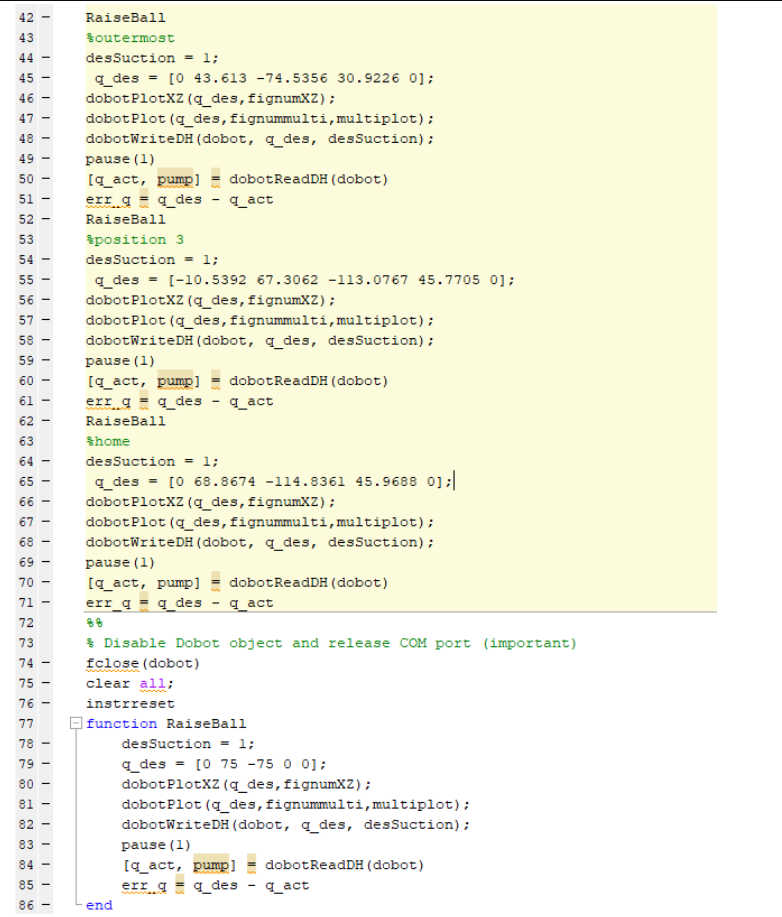 42 - RaiseBall
43 %outermost
44 - desSuction = 1;
45 - q_des = [0 43.613 -74.5356 30.9226 0];
46 - dobotPlotXZ(q_des,fignumXZ);
47 - dobotPlot(q_des,fignummulti,multiplot);
48 - dobotWriteDH(dobot, q_des, desSuction);
49 - pause(1)
50 - [q_act, pump] = dobotReadDH(dobot)
51 - err_q = q_des - q_act
52 - RaiseBall
53 %position 3
54 - desSuction = 1;
55 - q_des = [-10.5392 67.3062 -113.0767 45.7705 0];
56 - dobotPlotXZ(q_des,fignumXZ);
57 - dobotPlot(q_des,fignummulti,multiplot);
58 - dobotWriteDH(dobot, q_des, desSuction);
59 - pause(1)
60 - [q_act, pump] = dobotReadDH(dobot)
61 - err_q = q_des - q_act
62 - RaiseBall
63 %home
64 - desSuction = 1;
65 - q_des = [0 68.8674 -114.8361 45.9688 0];
66 - dobotPlotXZ(q_des,fignumXZ);
67 - dobotPlot(q_des,fignummulti,multiplot);
68 - dobotWriteDH(dobot, q_des, desSuction);
69 - pause(1)
70 - [q_act, pump] = dobotReadDH(dobot)
71 - err_q = q_des - q_act
72 %%
73 % Disable Dobot object and release COM port (important)
74 - fclose(dobot)
75 - clear all;
76 - instrreset
77 function RaiseBall
78 - desSuction = 1;
79 - q_des = [0 75 -75 0 0];
80 - dobotPlotXZ(q_des,fignumXZ);
81 - dobotPlot(q_des,fignummulti,multiplot);
82 - dobotWriteDH(dobot, q_des, desSuction);
83 - pause(1)
84 - [q_act, pump] = dobotReadDH(dobot)
85 - err_q = q_des - q_act
86 - end